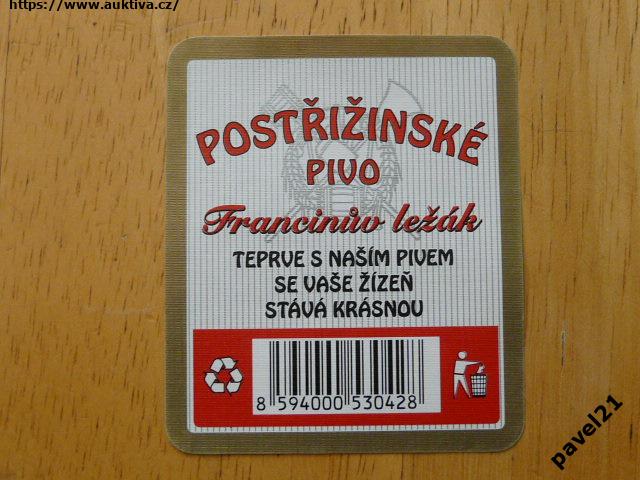 https://www.auktiva.cz/
POSTŘIŽINSKÉ
PIVO
Francinův ležák
TEPRVE S NAŠÍM PIVEM
SE VAŠE ŽÍZEŇ
STÁVÁ KRÁSNOU
8 594000 530428
pavel21